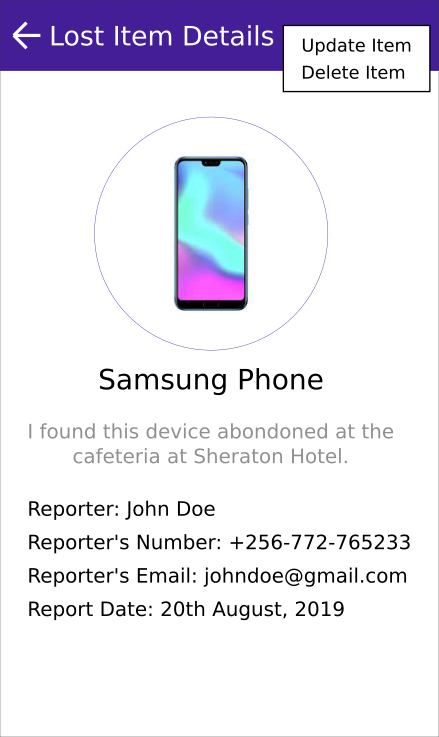 Lost Item Details
Update Item
Delete Item
Samsung Phone
I found this device abondoned at the
cafeteria at Sheraton Hotel.
Reporter: John Doe
Reporter's Number: +256-772-765233
Reporter's Email: johndoe@gmail.com
Report Date: 20th August, 2019